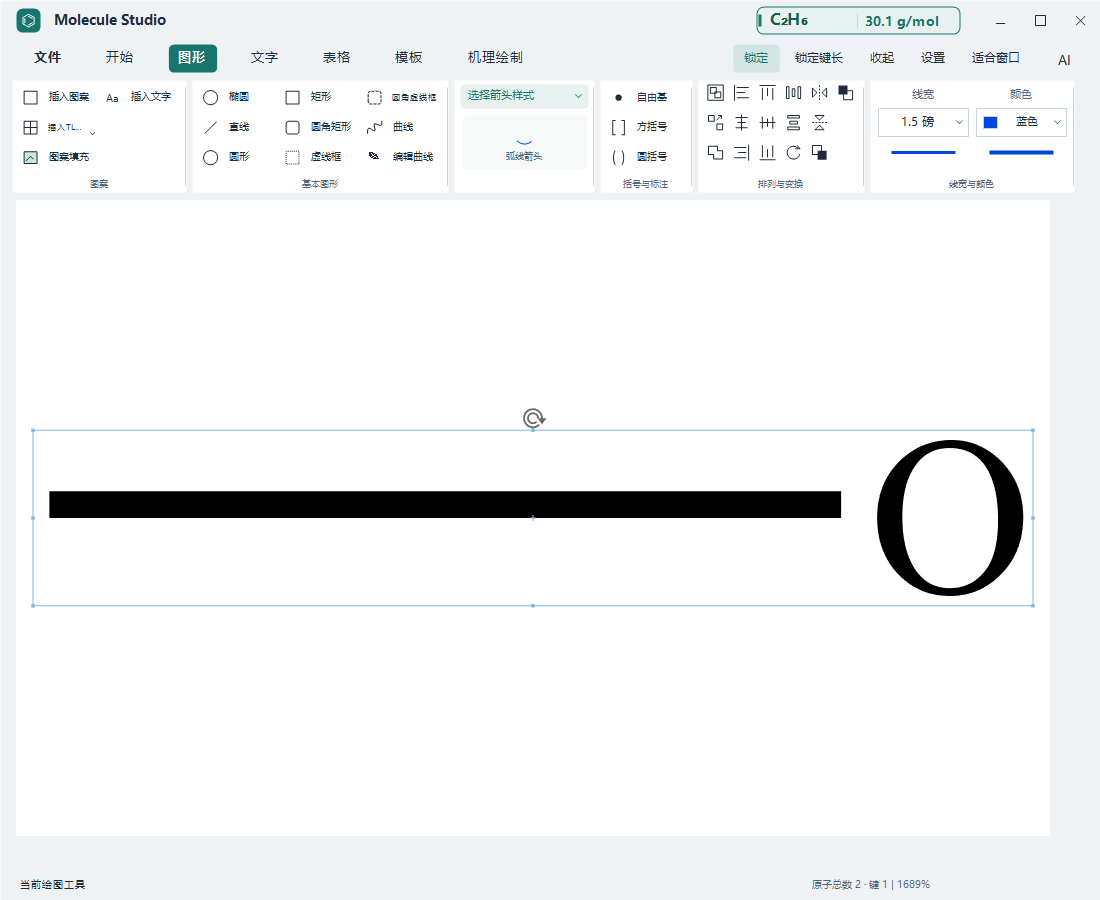 Molecule Studio
C₂H₆ 30.1 g/mol
文件 开始 图形 文字 表格 模板 机理绘制 锁定 锁定键长 收起 设置 适合窗口 AI
插入图案 Aa 插入文字 椭圆 矩形 圆角虚线框 选择箭头样式 自由基 线宽 颜色
插入TL... 直线 圆角矩形 曲线 [ ] 方括号 1.5 磅 蓝色
图案填充 圆形 虚线框 编辑曲线 弧线箭头 ( ) 圆括号
图案 基本图形 括号与标注 排列与变换 线宽与颜色
O
当前绘图工具 原子总数 2 · 键 1 | 1689%